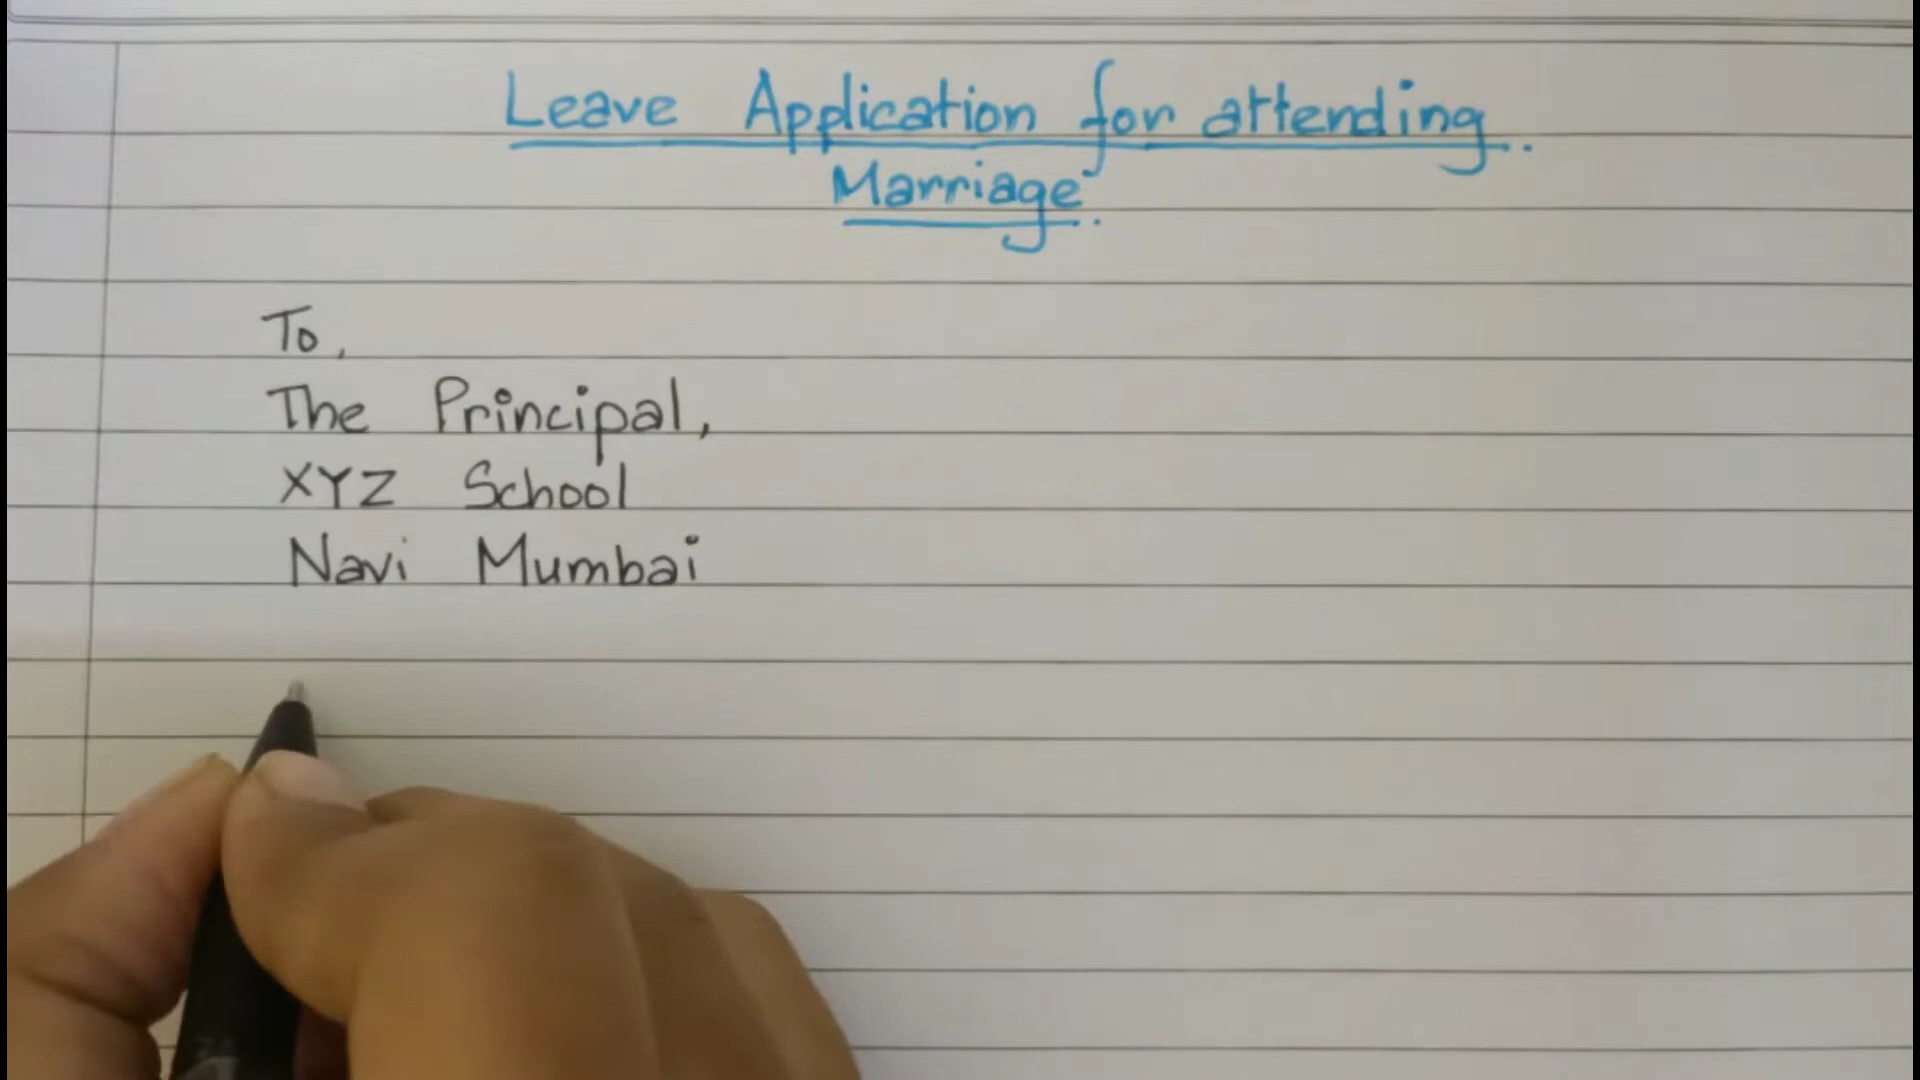 Leave Application for attending.
Marriage.
To,
The Principal,
XYZ School
Navi Mumbai